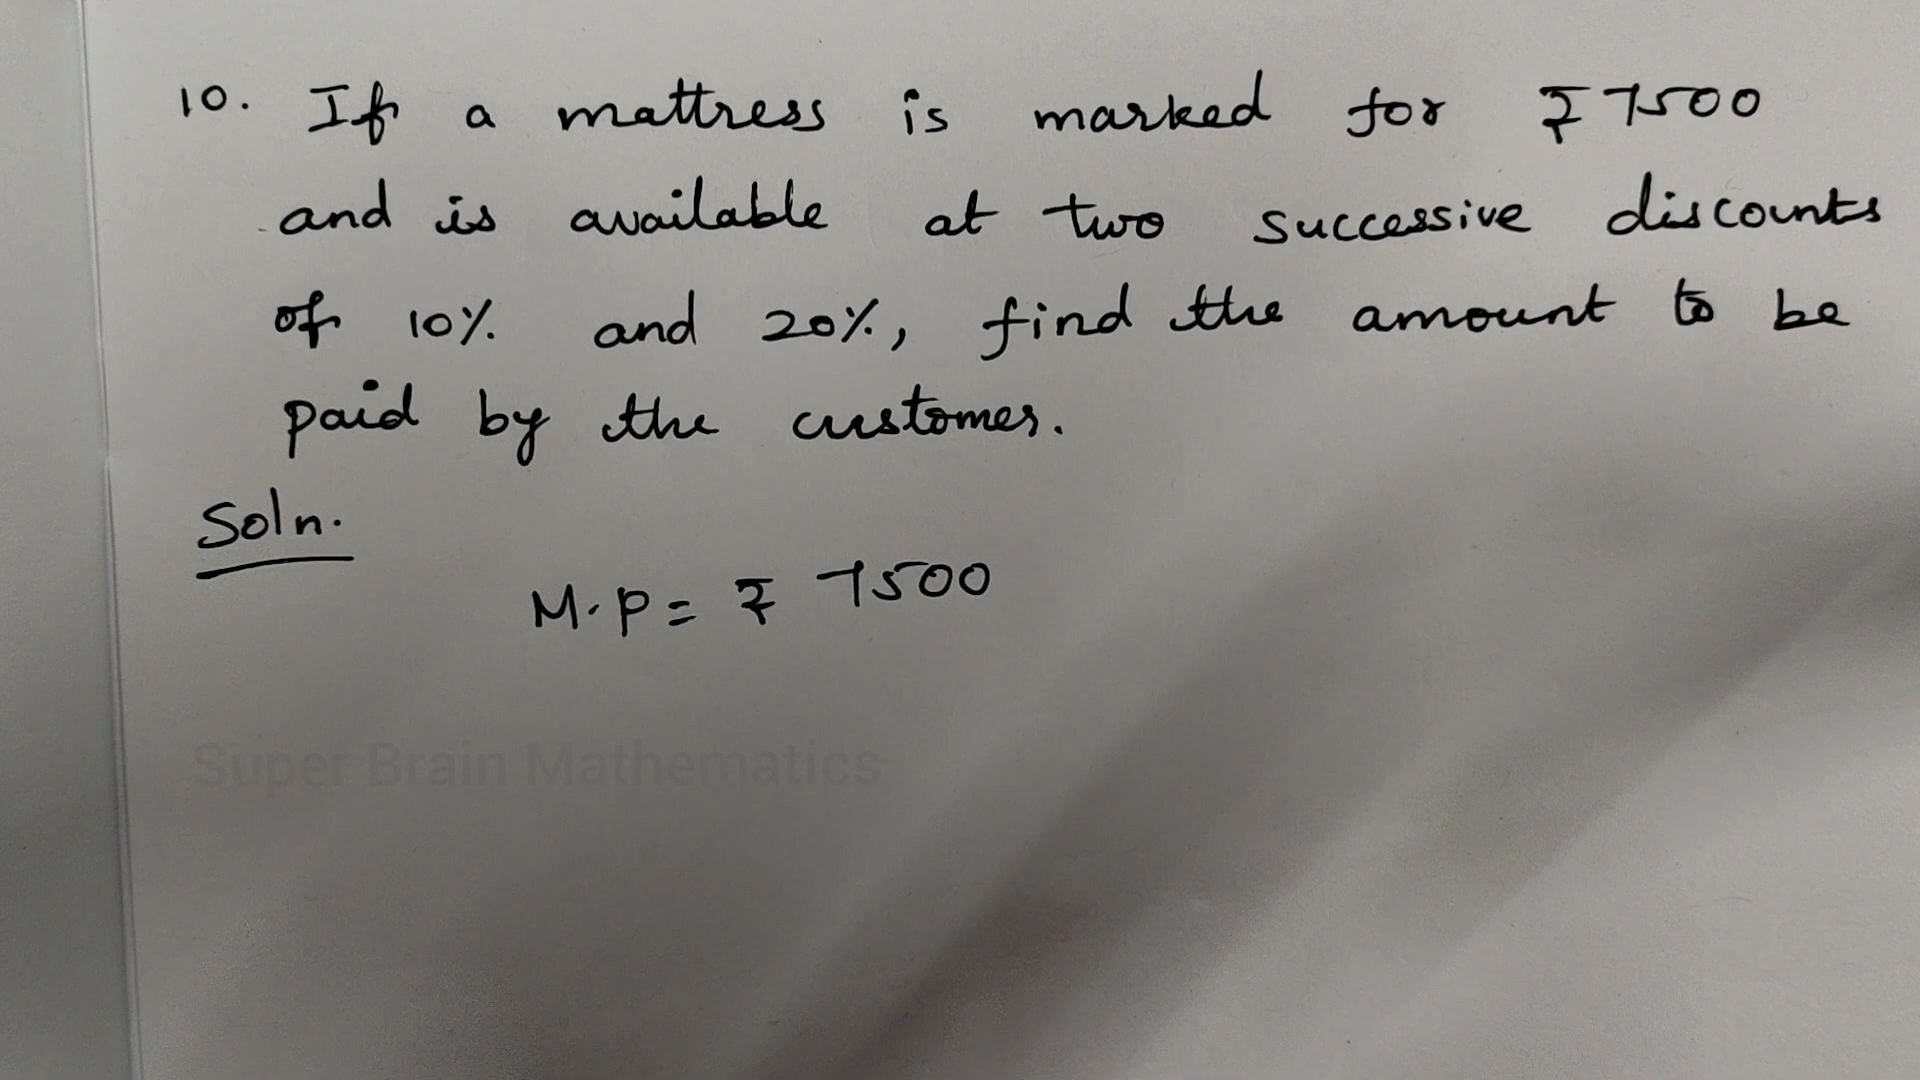 10. If a mattress is marked for ₹7500
and is available at two successive discounts
of 10% and 20%, find the amount to be
paid by the customer.
Soln.
M.P = ₹ 7500
Super Brain Mathematics